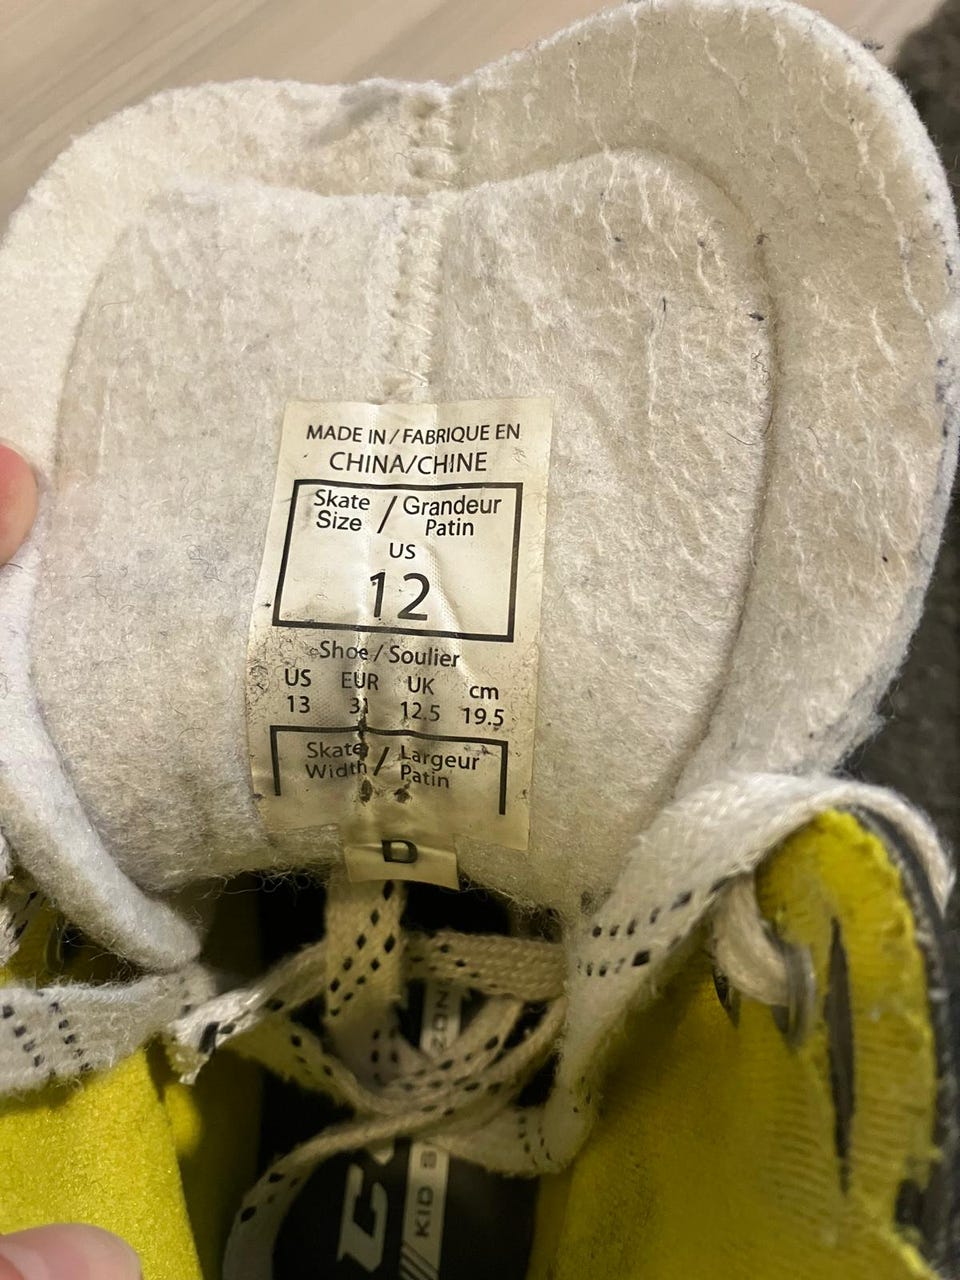 MADE IN / FABRIQUE EN
CHINA/CHINE
Skate Size / Grandeur Patin
US
12
Shoe / Soulier
US EUR UK cm
13 31 12.5 19.5
Skate Width / Largeur Patin
D
KID